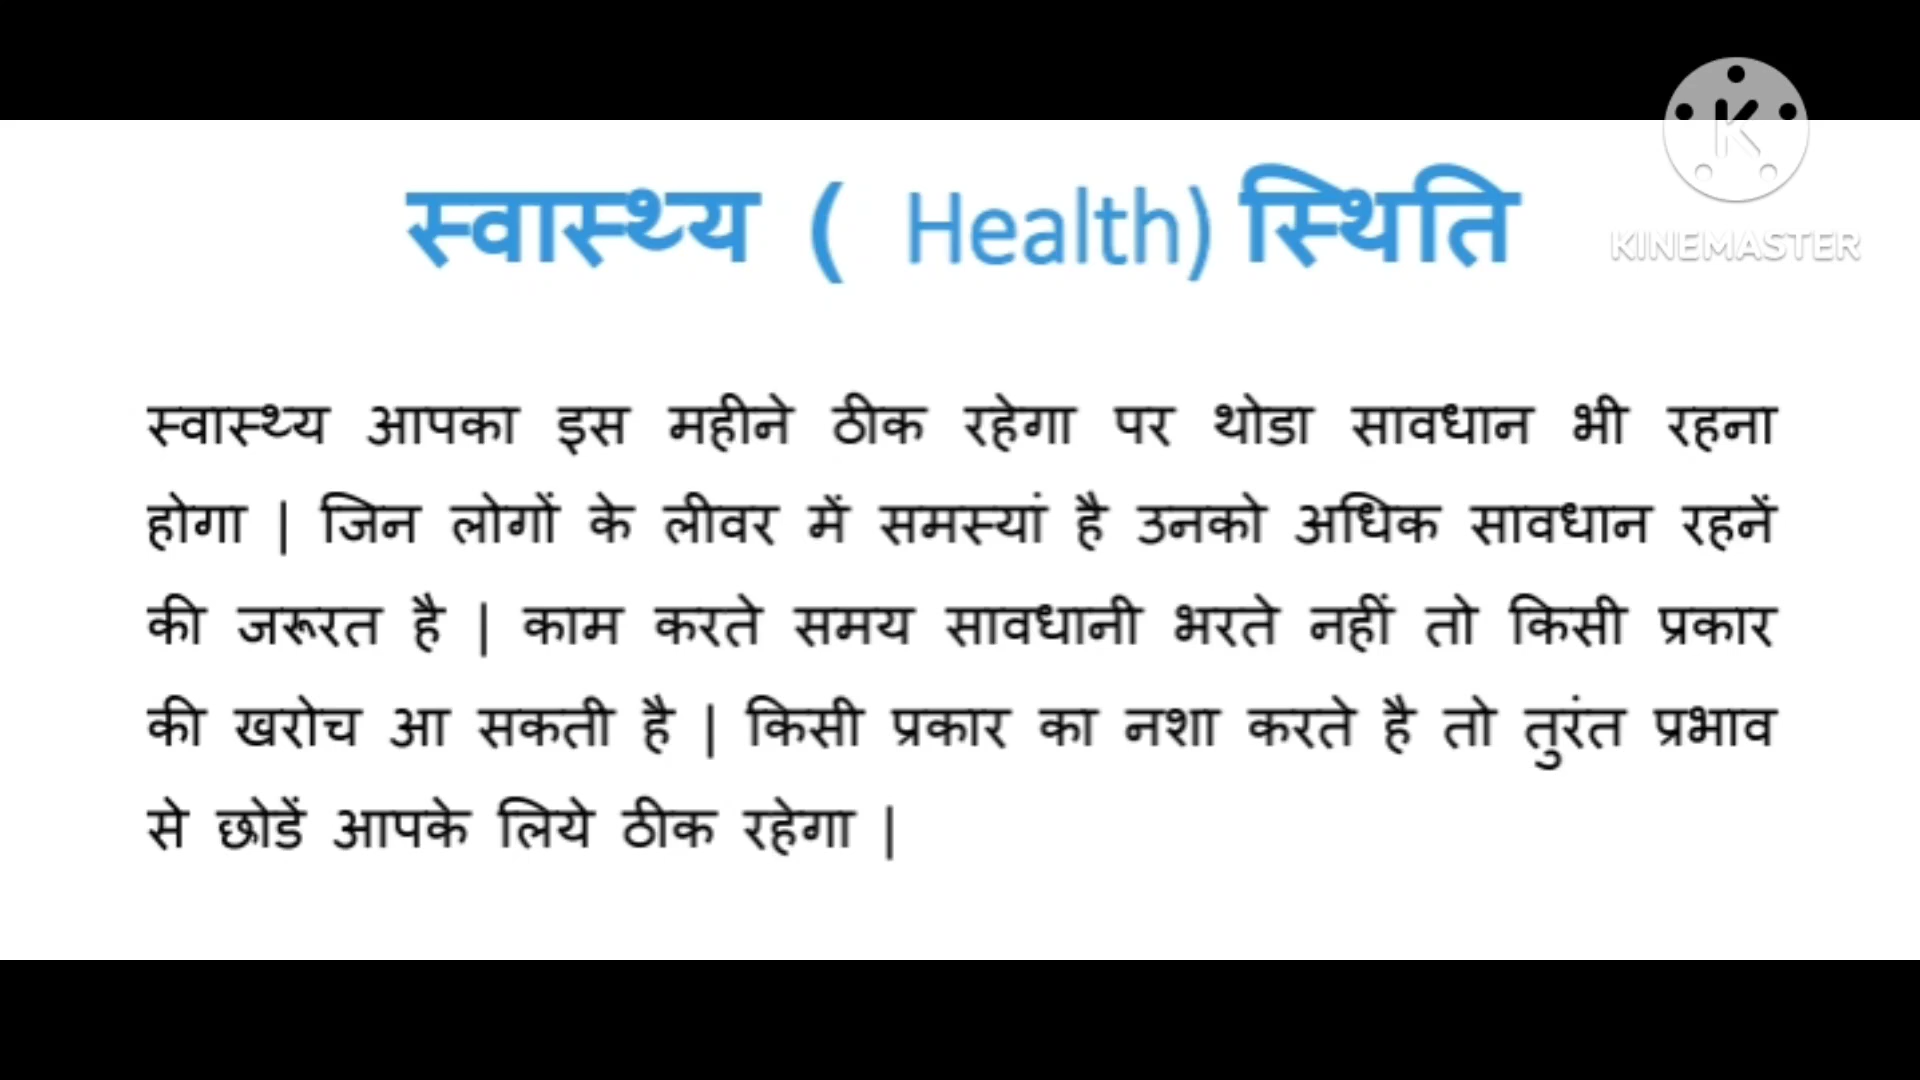 स्वास्थ्य ( Health) स्थिति
KINEMASTER
स्वास्थ्य आपका इस महीने ठीक रहेगा पर थोडा सावधान भी रहना
होगा | जिन लोगों के लीवर में समस्यां है उनको अधिक सावधान रहनें
की जरूरत है | काम करते समय सावधानी भरते नहीं तो किसी प्रकार
की खरोच आ सकती है | किसी प्रकार का नशा करते है तो तुरंत प्रभाव
से छोडें आपके लिये ठीक रहेगा |